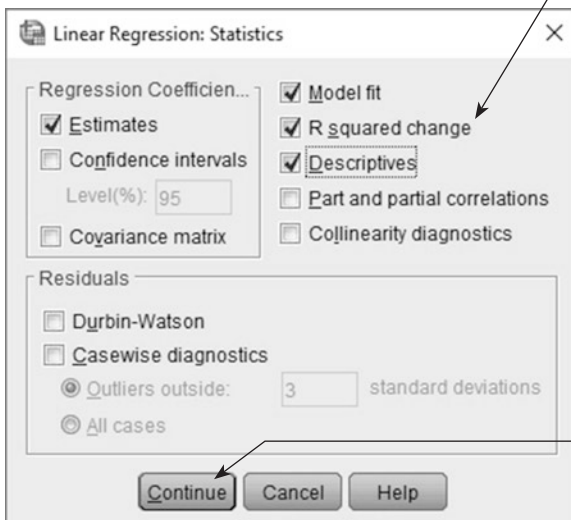 Linear Regression: Statistics
Regression Coefficien...
Estimates
Confidence intervals
Level(%): 95
Covariance matrix
Model fit
R squared change
Descriptives
Part and partial correlations
Collinearity diagnostics
Residuals
Durbin-Watson
Casewise diagnostics
Outliers outside: 3 standard deviations
All cases
Continue Cancel Help